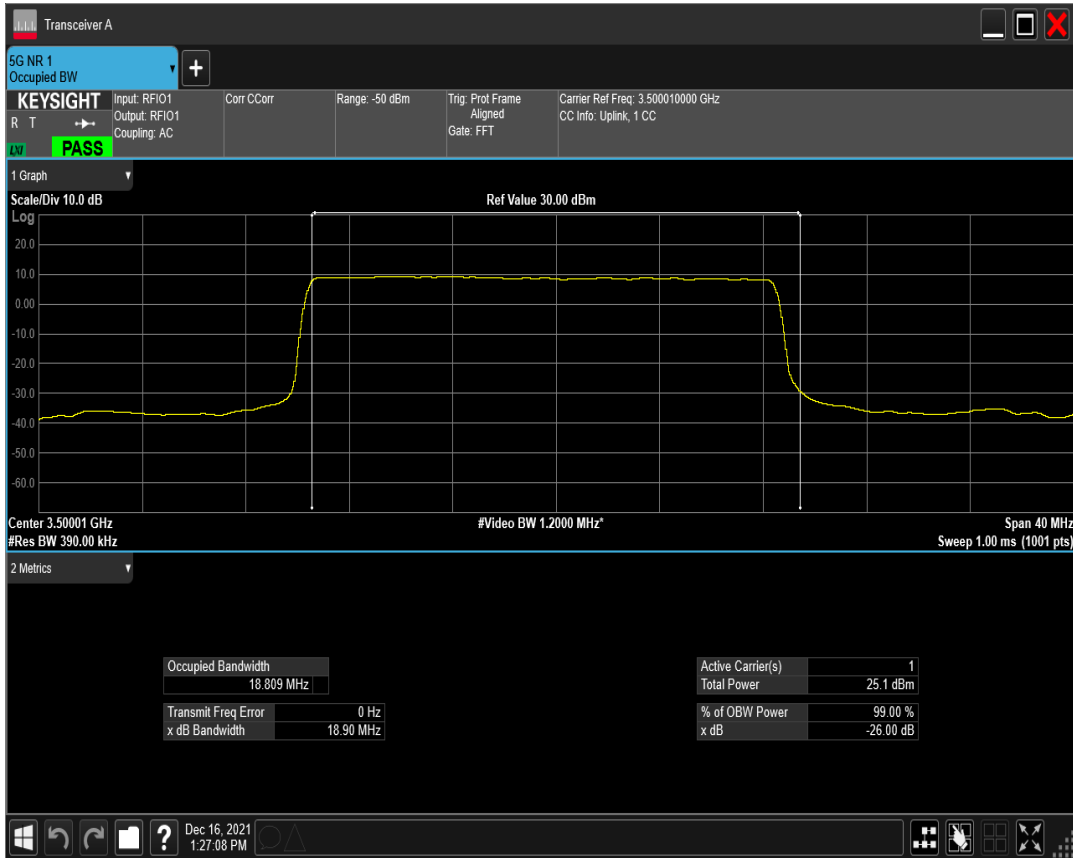 Transceiver A
5G NR 1
Occupied BW
+
KEYSIGHT
R T
LXI
PASS
Input: RFIO1
Output: RFIO1
Coupling: AC
Corr CCorr
Range: -50 dBm
Trig: Prot Frame
Aligned
Gate: FFT
Carrier Ref Freq: 3.500010000 GHz
CC Info: Uplink, 1 CC
1 Graph
Scale/Div 10.0 dB
Ref Value 30.00 dBm
Log
20.0
10.0
0.00
-10.0
-20.0
-30.0
-40.0
-50.0
-60.0
Center 3.50001 GHz
#Video BW 1.2000 MHz*
Span 40 MHz
#Res BW 390.00 kHz
Sweep 1.00 ms (1001 pts)
2 Metrics
Occupied Bandwidth
18.809 MHz
Transmit Freq Error 0 Hz
x dB Bandwidth 18.90 MHz
Active Carrier(s) 1
Total Power 25.1 dBm
% of OBW Power 99.00 %
x dB -26.00 dB
?
Dec 16, 2021
1:27:08 PM